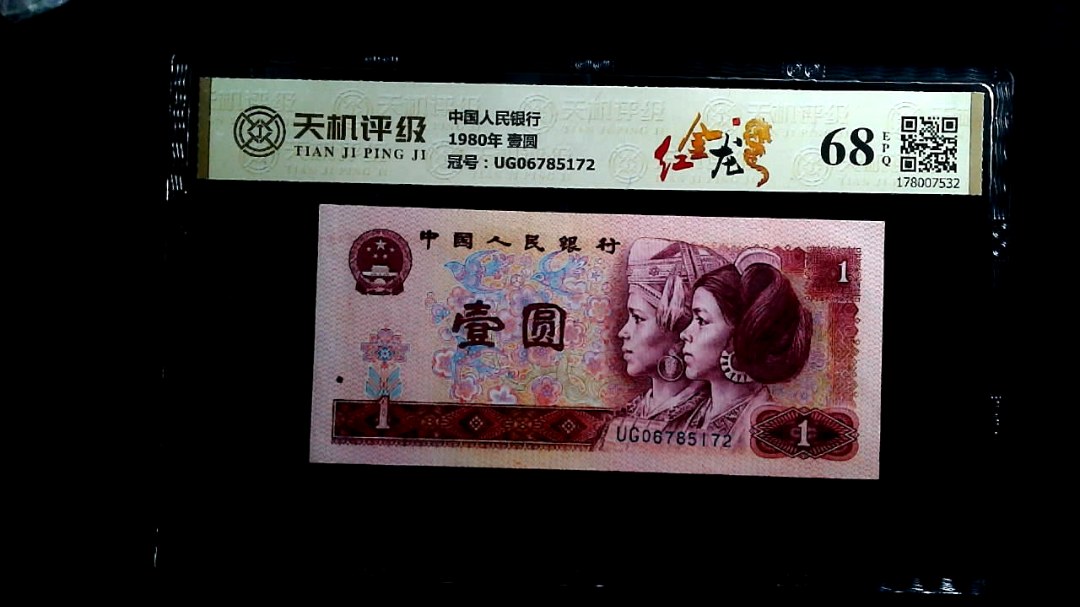 天机评级
TIAN JI PING JI
中国人民银行
1980年 壹圆
冠号：UG06785172
红金龙
68
EPQ
178007532
中国人民银行
1
壹圆
1
UG06785172
1